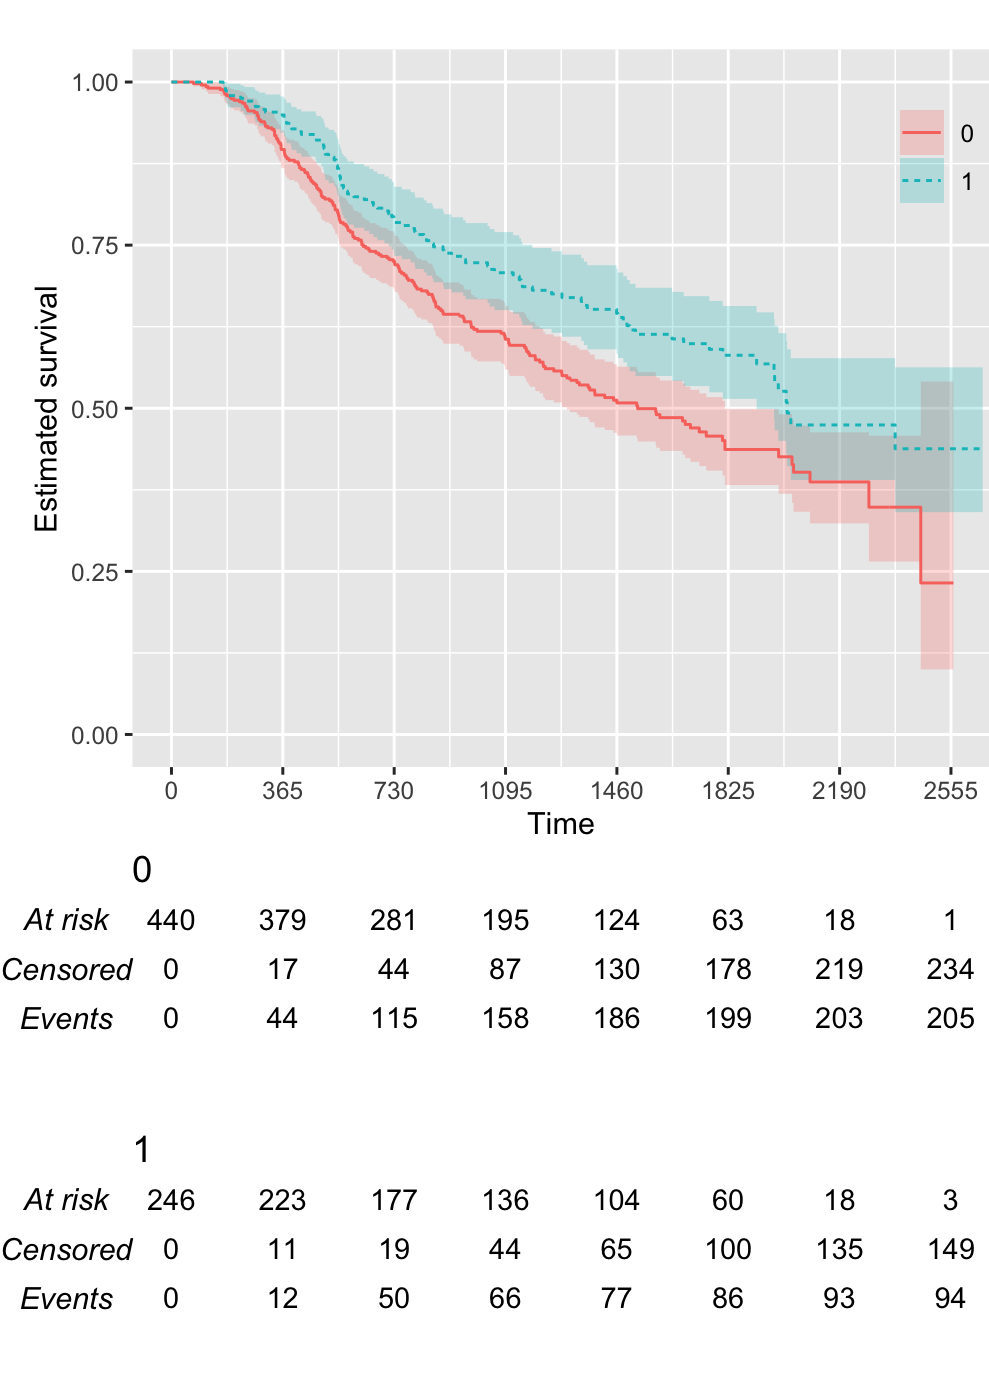 1.00
0.75
0.50
0.25
0.00
Estimated survival
0
1
0 365 730 1095 1460 1825 2190 2555
Time
0
At risk 440 379 281 195 124 63 18 1
Censored 0 17 44 87 130 178 219 234
Events 0 44 115 158 186 199 203 205
1
At risk 246 223 177 136 104 60 18 3
Censored 0 11 19 44 65 100 135 149
Events 0 12 50 66 77 86 93 94